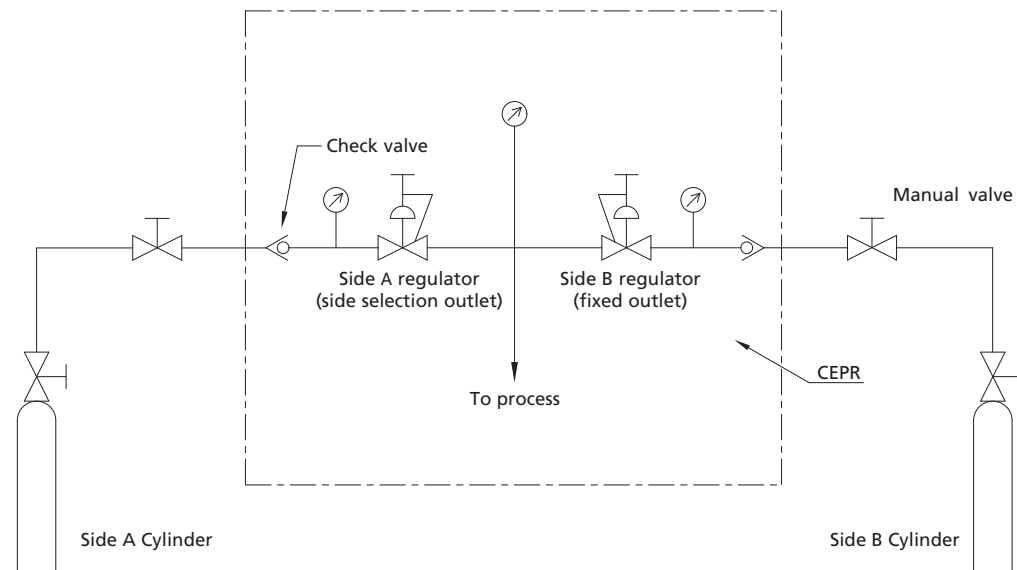 Check valve
Manual valve
Side A regulator
(side selection outlet)
Side B regulator
(fixed outlet)
CEPR
To process
Side A Cylinder
Side B Cylinder